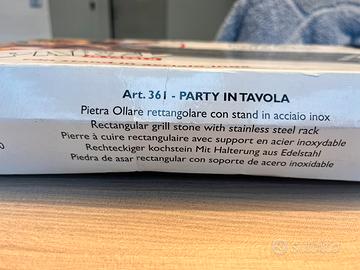 Art. 361 - PARTY IN TAVOLA
Pietra Ollare rettangolare con stand in acciaio inox
Rectangular grill stone with stainless steel rack
Pierre à cuire rectangulaire avec support en acier inoxydable
Rechteckiger kochstein Mit Halterung aus Edelstahl
Piedra de asar rectangular con soporte de acero inoxidable
subito